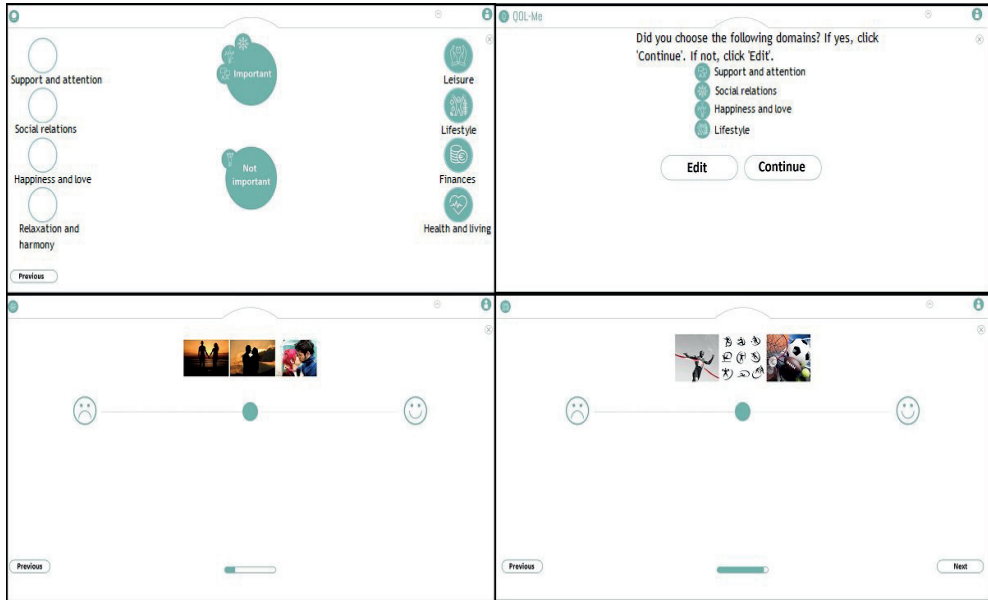 Important
Support and attention
Leisure
Social relations
Lifestyle
Not
important
Happiness and love
Finances
Relaxation and
harmony
Health and living
Previous
QOL-Me
Did you choose the following domains? If yes, click
'Continue'. If not, click 'Edit'.
Support and attention
Social relations
Happiness and love
Lifestyle
Edit
Continue
Previous
Previous
Next